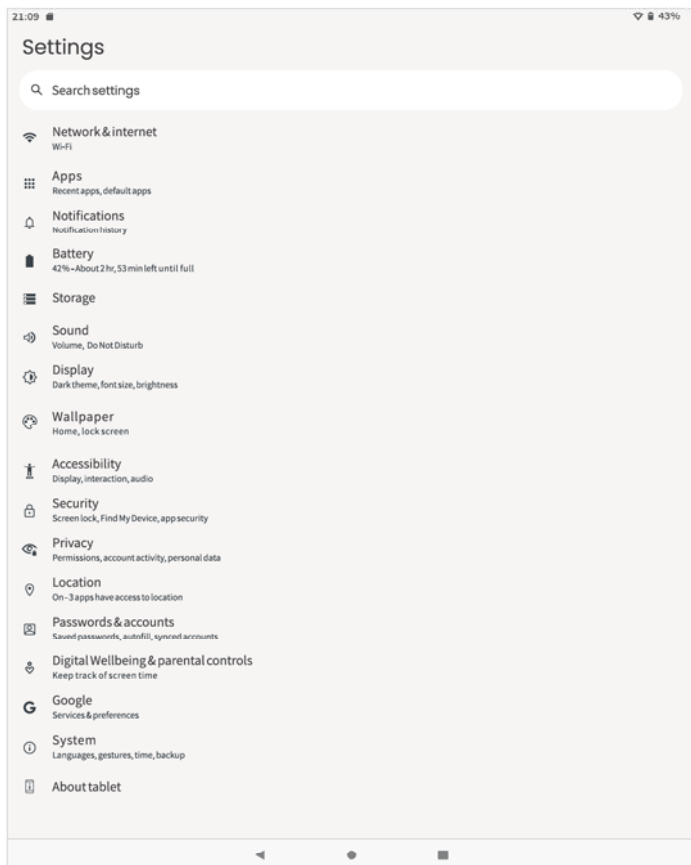 21:09
43%
Settings
Search settings
Network & internet
Wi-Fi
Apps
Recent apps, default apps
Notifications
Notification history
Battery
42% - About 2 hr, 53 min left until full
Storage
Sound
Volume, Do Not Disturb
Display
Dark theme, font size, brightness
Wallpaper
Home, lock screen
Accessibility
Display, interaction, audio
Security
Screen lock, Find My Device, app security
Privacy
Permissions, account activity, personal data
Location
On - 3 apps have access to location
Passwords & accounts
Saved passwords, autofill, synced accounts
Digital Wellbeing & parental controls
Keep track of screen time
Google
Services & preferences
System
Languages, gestures, time, backup
About tablet